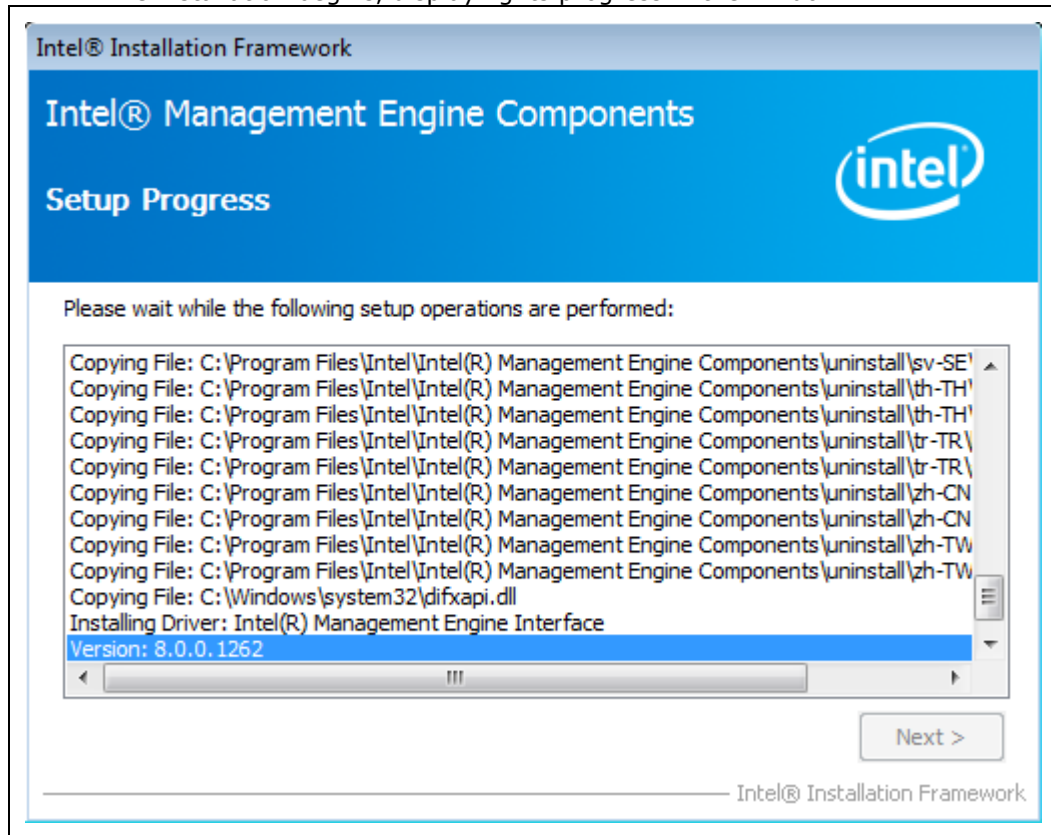 Intel® Installation Framework
Intel® Management Engine Components
intel
Setup Progress
Please wait while the following setup operations are performed:
Copying File: C:\Program Files\Intel\Intel(R) Management Engine Components\uninstall\sv-SE\
Copying File: C:\Program Files\Intel\Intel(R) Management Engine Components\uninstall\th-TH\
Copying File: C:\Program Files\Intel\Intel(R) Management Engine Components\uninstall\th-TH\
Copying File: C:\Program Files\Intel\Intel(R) Management Engine Components\uninstall\tr-TR\
Copying File: C:\Program Files\Intel\Intel(R) Management Engine Components\uninstall\tr-TR\
Copying File: C:\Program Files\Intel\Intel(R) Management Engine Components\uninstall\zh-CN
Copying File: C:\Program Files\Intel\Intel(R) Management Engine Components\uninstall\zh-CN
Copying File: C:\Program Files\Intel\Intel(R) Management Engine Components\uninstall\zh-TW
Copying File: C:\Program Files\Intel\Intel(R) Management Engine Components\uninstall\zh-TW
Copying File: C:\Windows\system32\difxapi.dll
Installing Driver: Intel(R) Management Engine Interface
Version: 8.0.0.1262
Next >
Intel® Installation Framework